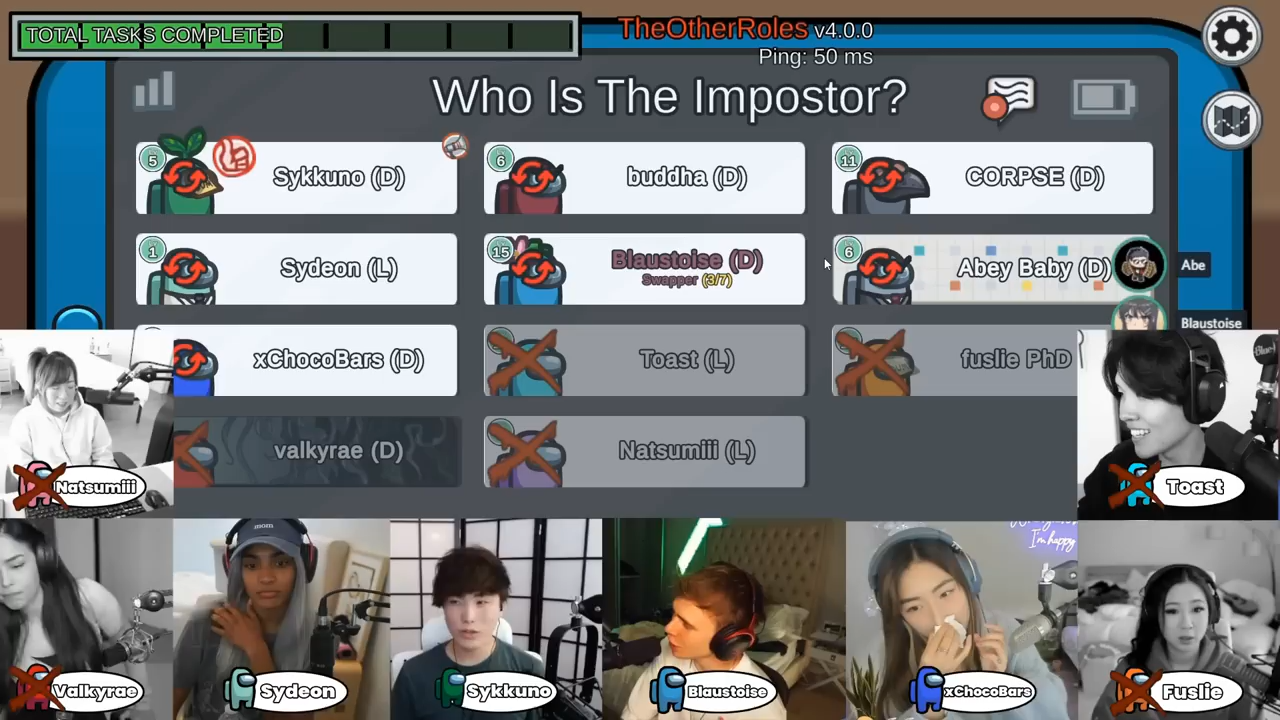 TOTAL TASKS COMPLETED
TheOtherRoles v4.0.0
Ping: 50 ms
Who Is The Impostor?
5
Sykkuno (D)
6
buddha (D)
11
CORPSE (D)
1
Sydeon (L)
15
Blaustoise (D)
Swapper (3/7)
6
Abey Baby (D)
Abe
Blaustoise
xChocoBars (D)
Toast (L)
fuslie PhD
valkyrae (D)
Natsumiii (L)
Natsumiii
Toast
mom
I'm happy
Valkyrae
Sydeon
Sykkuno
Blaustoise
xChocoBars
Fuslie